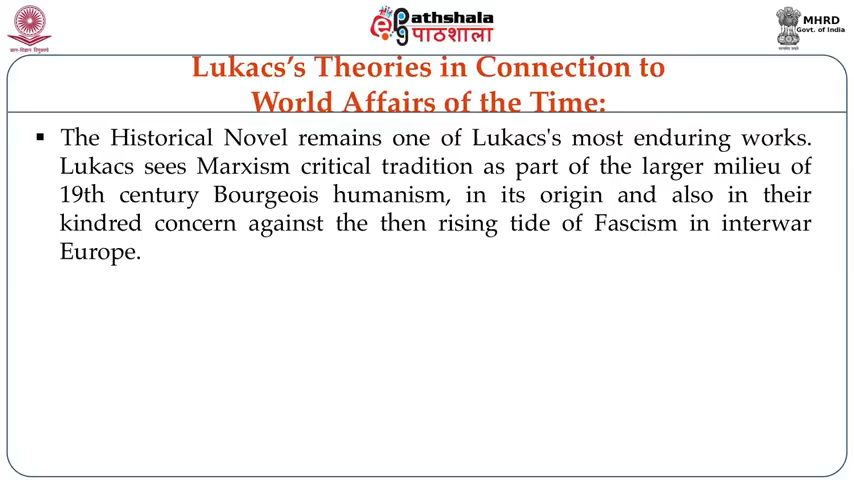 ePathshala
पाठशाला
MHRD
Govt. of India
Lukacs's Theories in Connection to
World Affairs of the Time:
▪ The Historical Novel remains one of Lukacs's most enduring works.
Lukacs sees Marxism critical tradition as part of the larger milieu of
19th century Bourgeois humanism, in its origin and also in their
kindred concern against the then rising tide of Fascism in interwar
Europe.